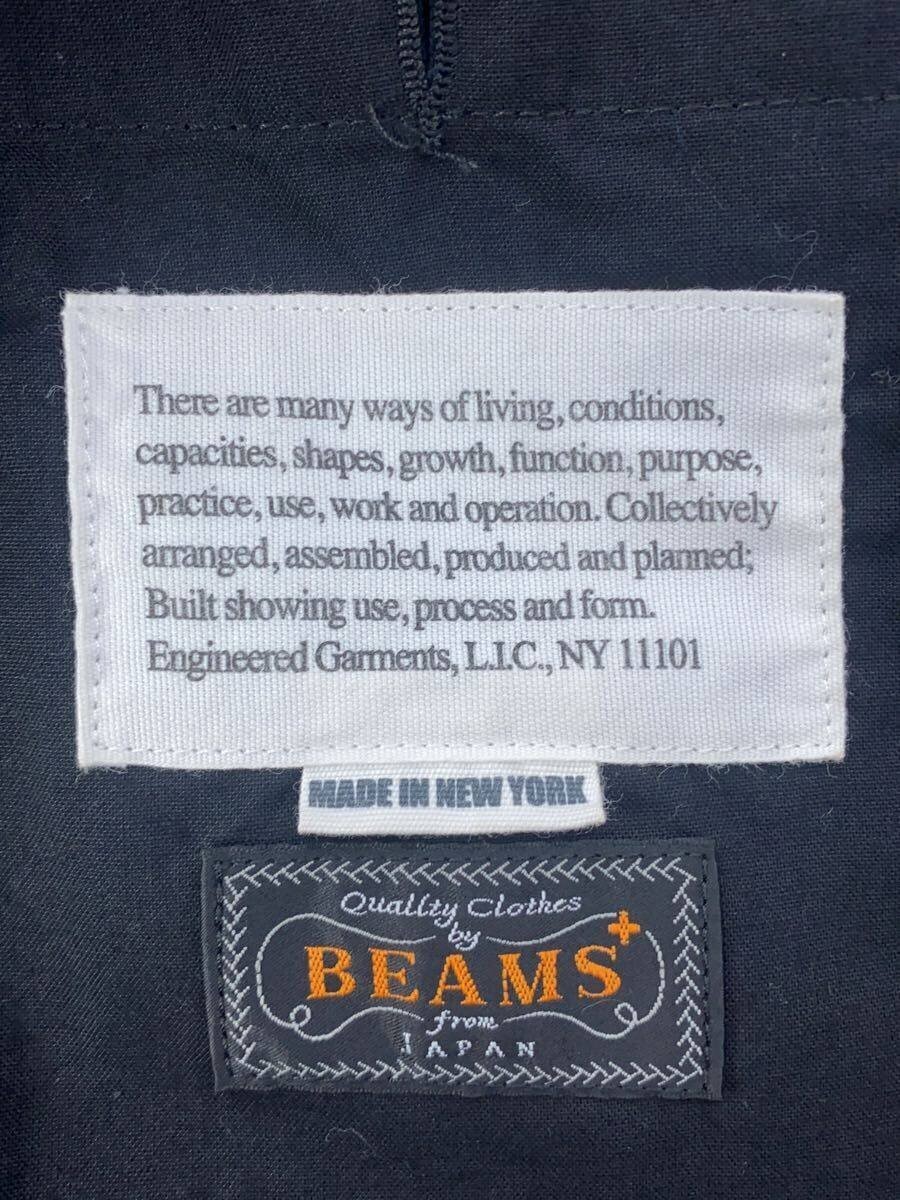 There are many ways of living, conditions,
capacities, shapes, growth, function, purpose,
practice, use, work and operation. Collectively
arranged, assembled, produced and planned;
Built showing use, process and form.
Engineered Garments, L.I.C., NY 11101
MADE IN NEW YORK
Quality Clothes
by
BEAMS+
from
JAPAN